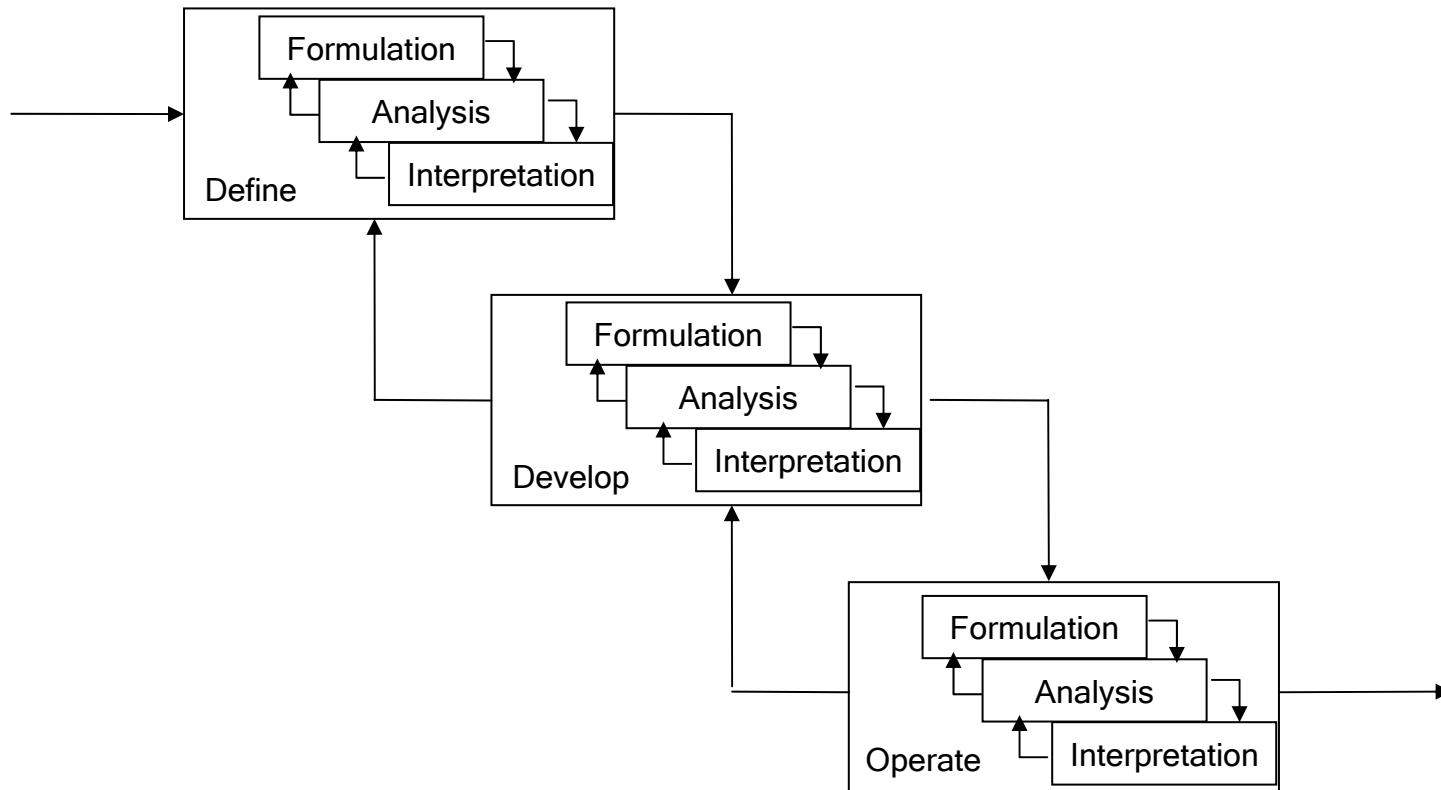 Formulation
Analysis
Interpretation
Define
Formulation
Analysis
Interpretation
Develop
Formulation
Analysis
Interpretation
Operate